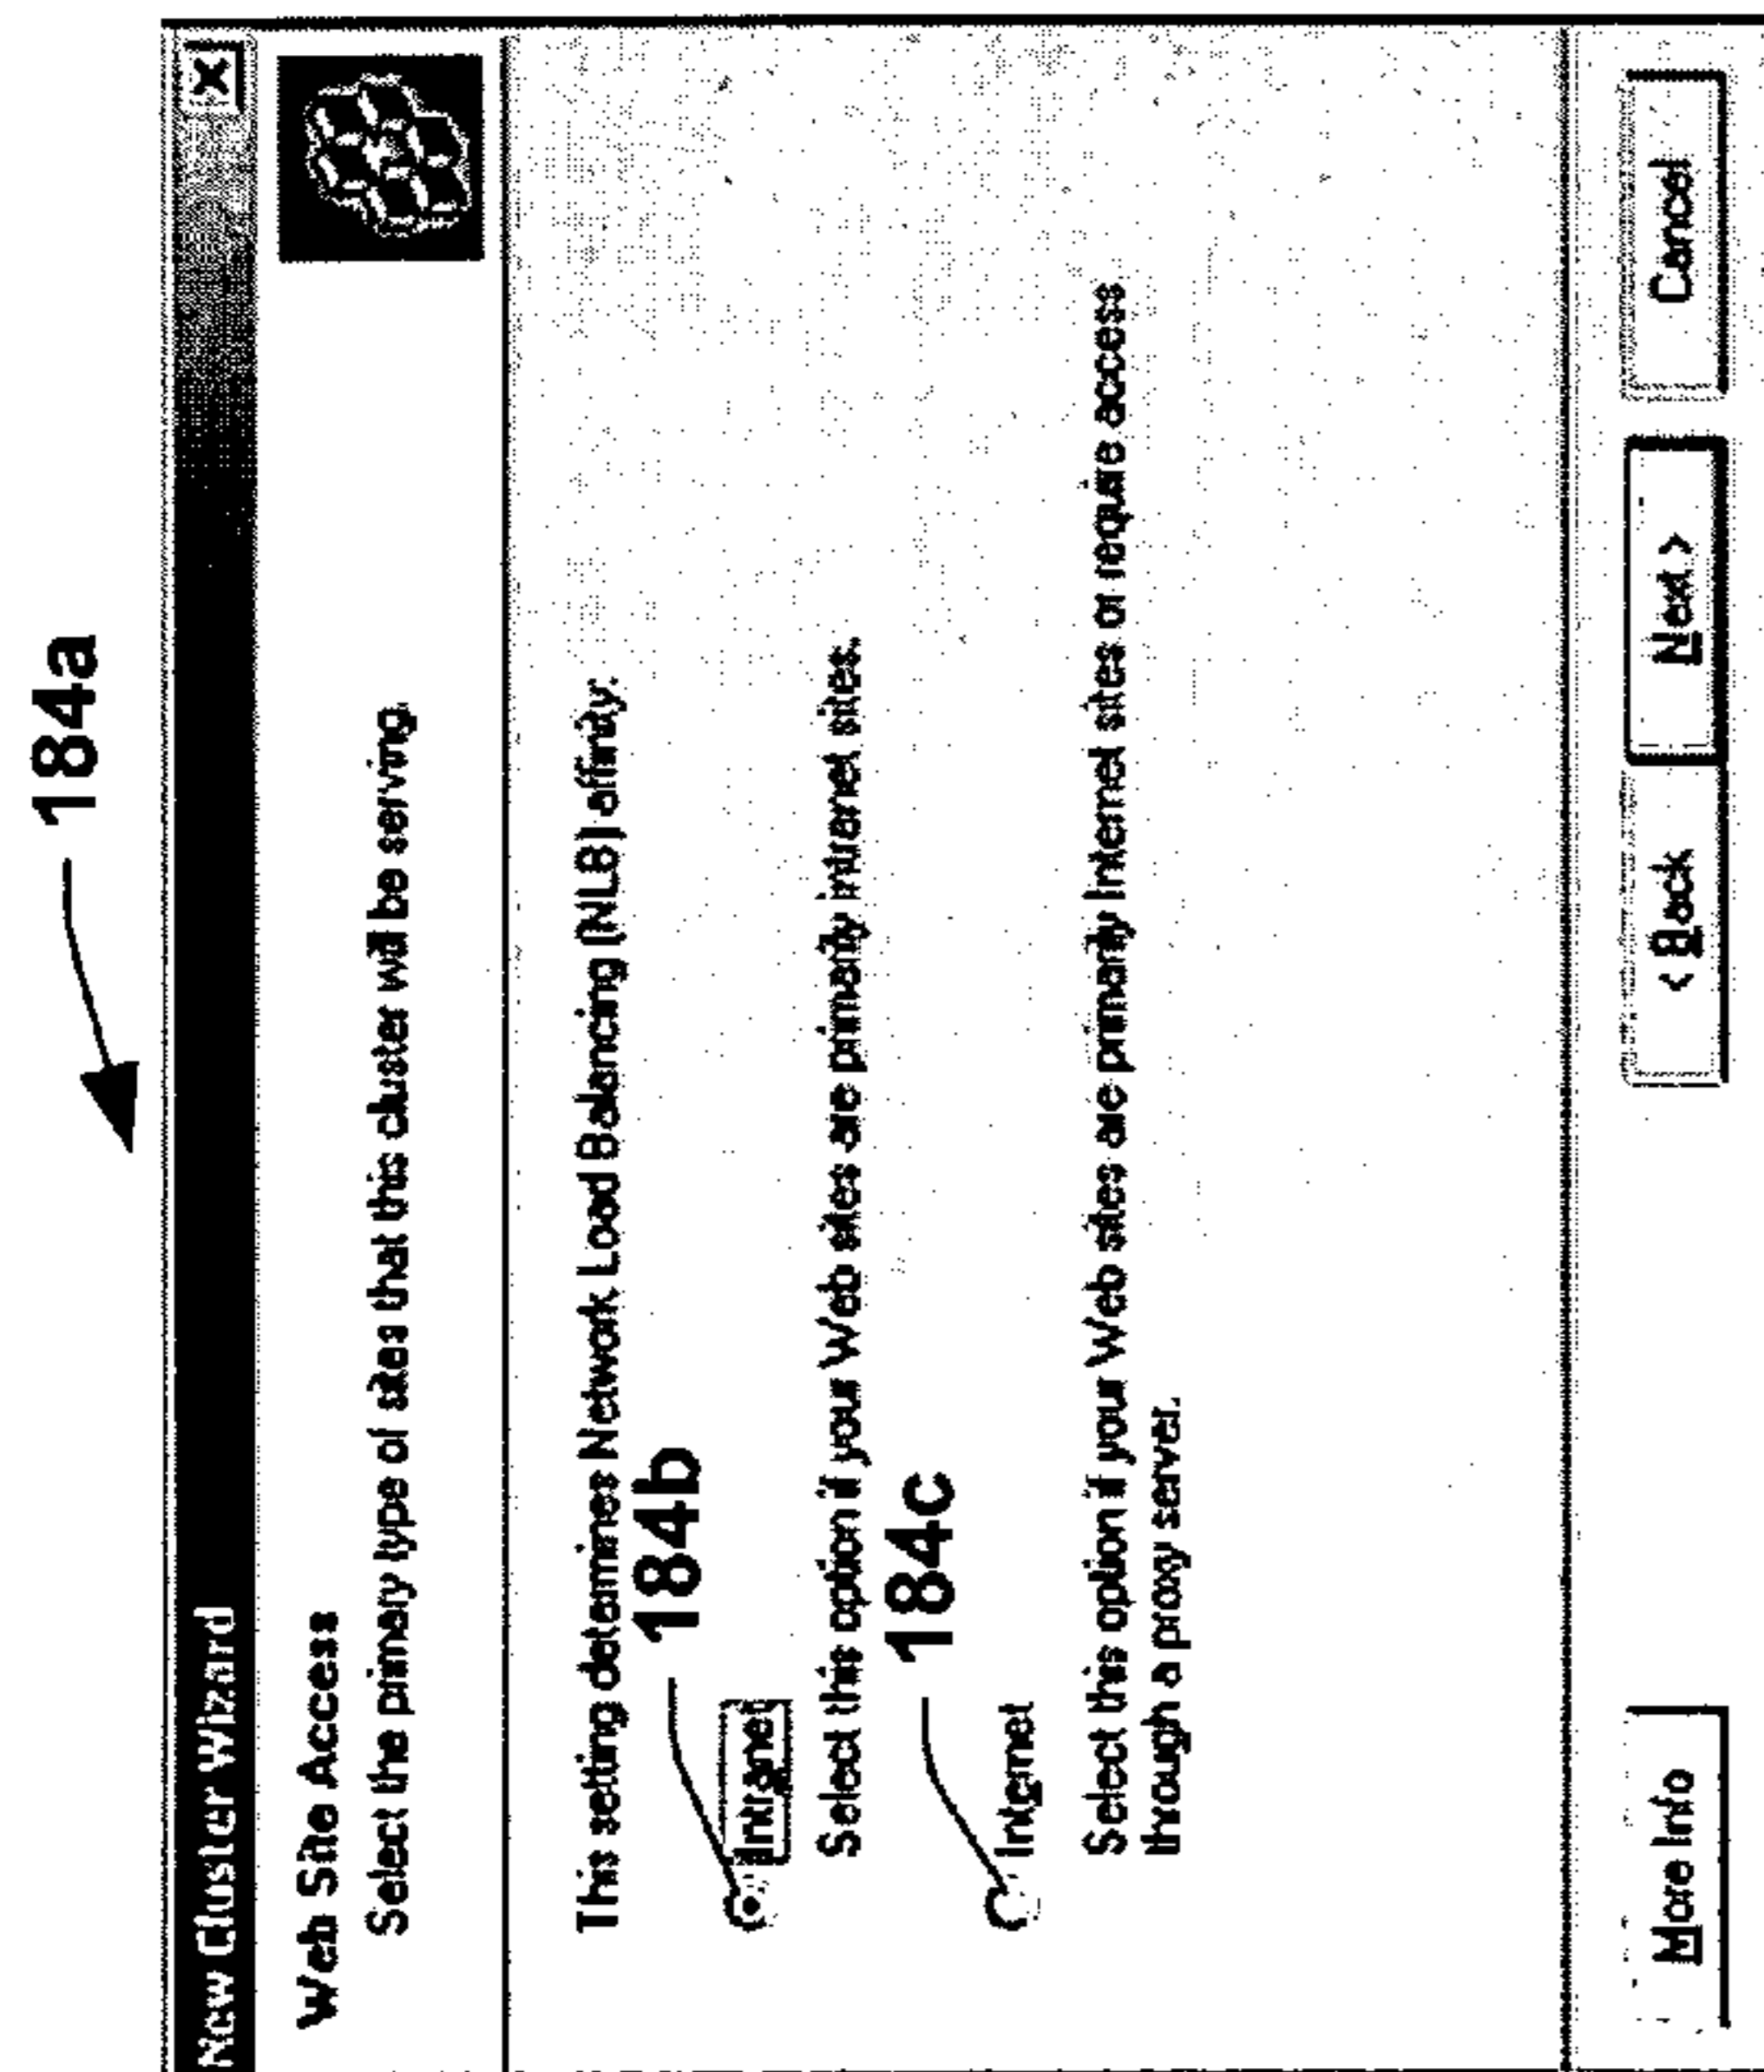 184a
New Cluster Wizard
Web Site Access
Select the primary type of sites that this cluster will be serving.
This setting determines Network Load Balancing (NLB) affinity.
184b
Intranet
Select this option if your Web sites are primarily intranet sites.
184c
Internet
Select this option if your Web sites are primarily Internet sites or require access
through a proxy server.
More Info
< Back
Next >
Cancel